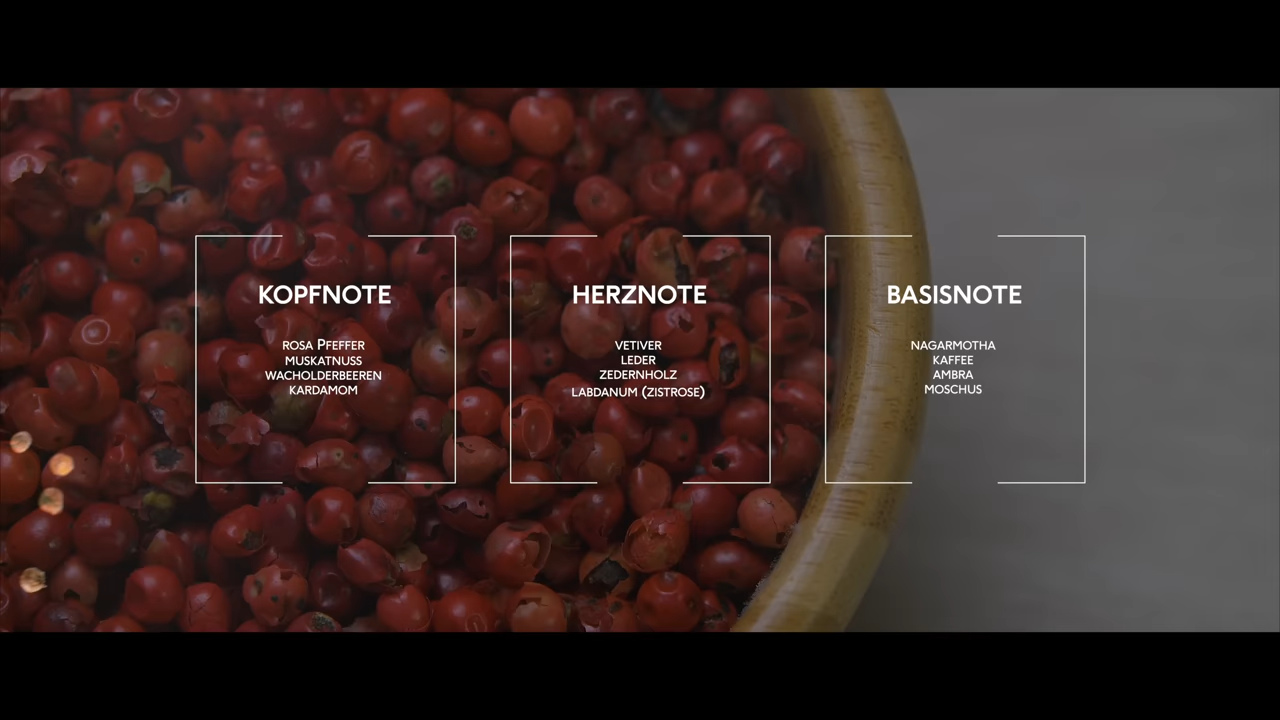 KOPFNOTE
ROSA PFEFFER
MUSKATNUSS
WACHOLDERBEEREN
KARDAMOM
HERZNOTE
VETIVER
LEDER
ZEDERNHOLZ
LABDANUM (ZISTROSE)
BASISNOTE
NAGARMOTHA
KAFFEE
AMBRA
MOSCHUS